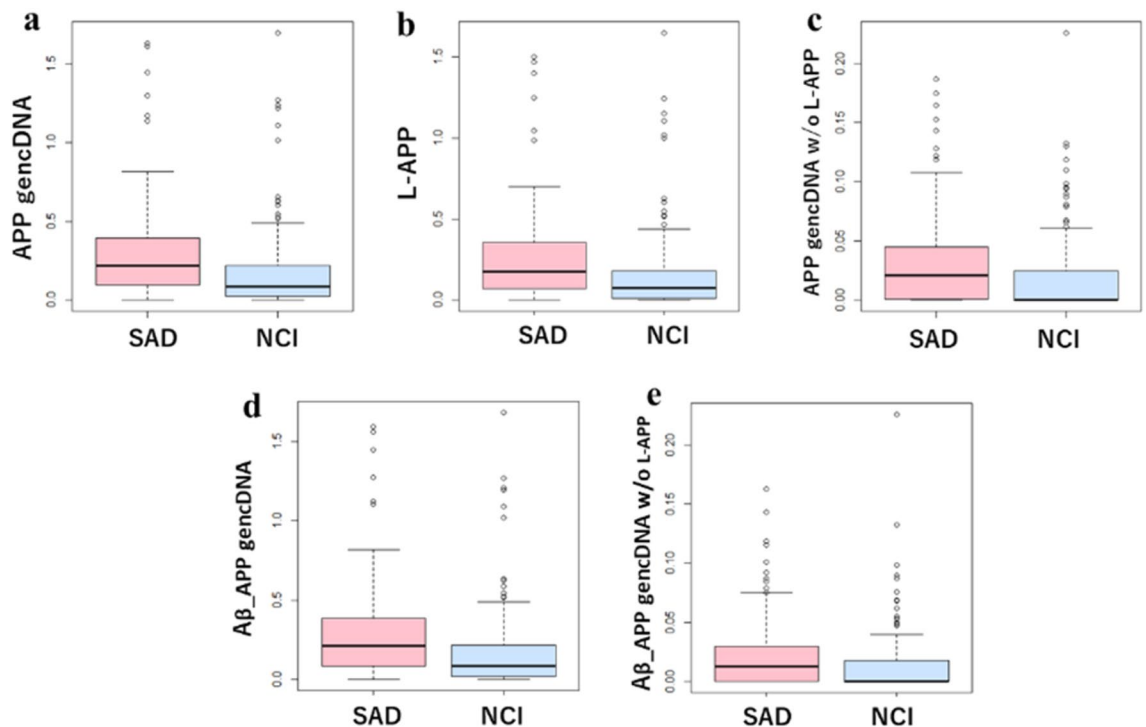 a
APP gencDNA
1.5
1.0
0.5
0.0
SAD NCI
b
L-APP
1.5
1.0
0.5
0.0
SAD NCI
c
APP gencDNA w/o L-APP
0.20
0.15
0.10
0.05
0.00
SAD NCI
d
Aβ_APP gencDNA
1.5
1.0
0.5
0.0
SAD NCI
e
Aβ_APP gencDNA w/o L-APP
0.20
0.15
0.10
0.05
0.00
SAD NCI